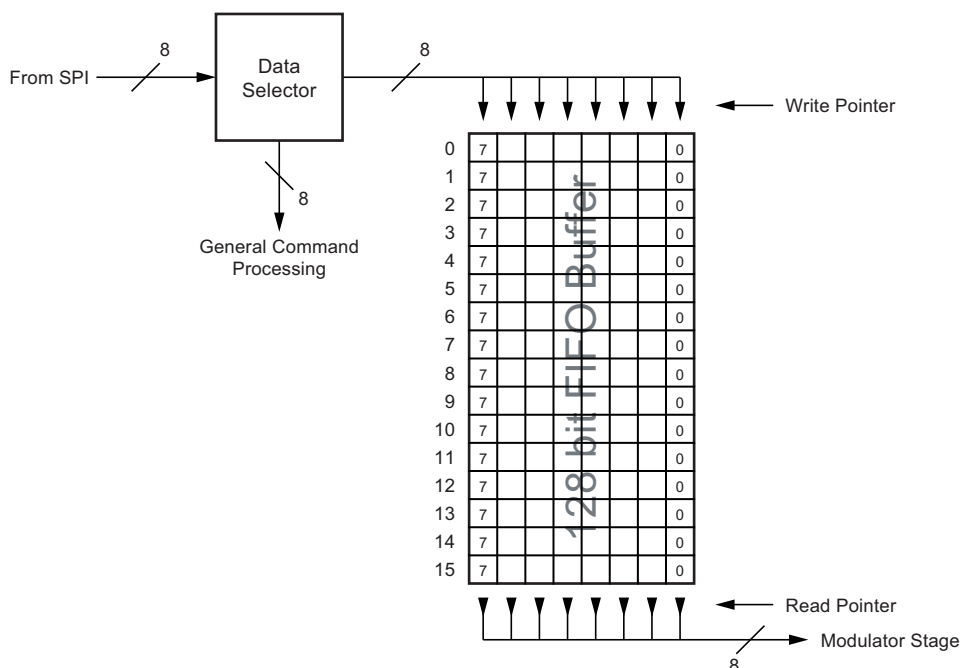 8
8
From SPI
Data
Selector
Write Pointer
8
General Command
Processing
0 7 0
1 7 0
2 7 0
3 7 0
4 7 0
5 7 0
6 7 0
7 7 0
8 7 0
9 7 0
10 7 0
11 7 0
12 7 0
13 7 0
14 7 0
15 7 0
128 bit FIFO Buffer
Read Pointer
Modulator Stage
8